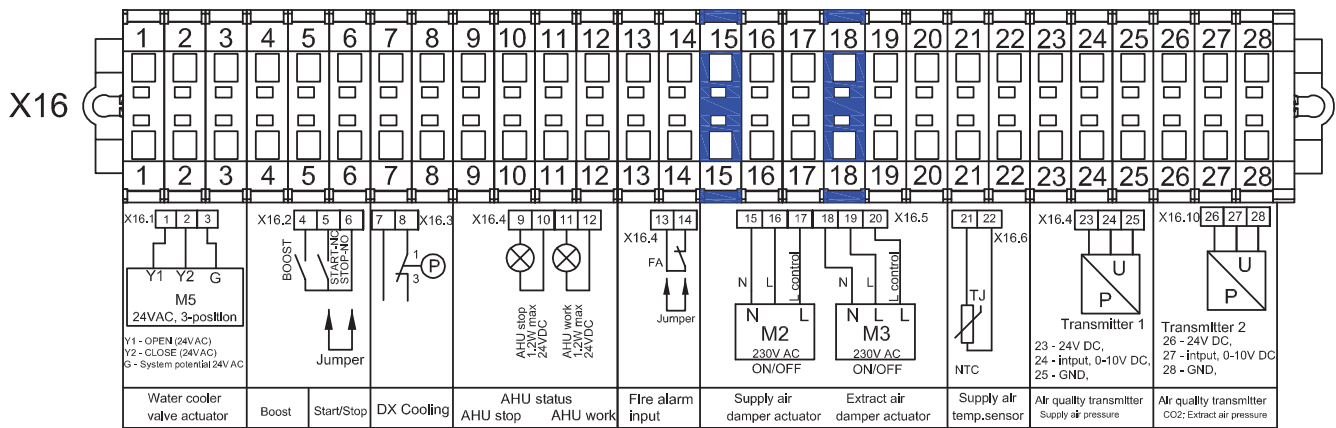 1 2 3 4 5 6 7 8 9 10 11 12 13 14 15 16 17 18 19 20 21 22 23 24 25 26 27 28
X16
1 2 3 4 5 6 7 8 9 10 11 12 13 14 15 16 17 18 19 20 21 22 23 24 25 26 27 28
X16.1 1 2 3
Y1 Y2 G
M5
24VAC, 3-position
Y1 - OPEN (24VAC)
Y2 - CLOSE (24VAC)
G - System potential 24VAC
X16.2 4 5 6
BOOST
START-NC
STOP-NO
Jumper
7 8 X16.3
1
P
3
X16.4 9 10 11 12
AHU stop
1.2W max
24VDC
AHU work
1.2W max
24VDC
13 14
X16.4
FA
Jumper
15 16 17 18 19 20 X16.5
N L L control
N L
M2
230V AC
ON/OFF
N L L control
N L L
M3
230V AC
ON/OFF
21 22
X16.6
TJ
NTC
X16.4 23 24 25
U
P
Transmitter 1
23 - 24V DC,
24 - intput, 0-10V DC
25 - GND,
X16.10 26 27 28
U
P
Transmitter 2
26 - 24V DC,
27 - intput, 0-10V DC
28 - GND,
Water cooler
valve actuator
Boost
Start/Stop
DX Cooling
AHU status
AHU stop AHU work
Fire alarm
input
Supply air
damper actuator
Extract air
damper actuator
Supply air
temp.sensor
Air quality transmitter
Supply air pressure
Air quality transmitter
CO2; Extract air pressure